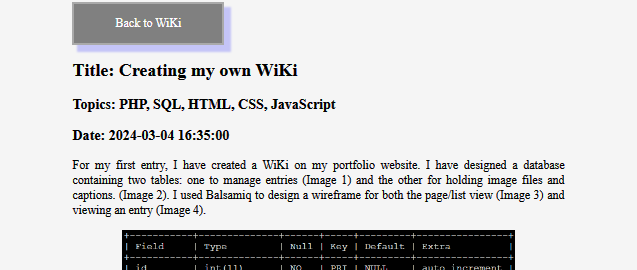 Back to WiKi
Title: Creating my own WiKi
Topics: PHP, SQL, HTML, CSS, JavaScript
Date: 2024-03-04 16:35:00
For my first entry, I have created a WiKi on my portfolio website. I have designed a database
containing two tables: one to manage entries (Image 1) and the other for holding image files and
captions. (Image 2). I used Balsamiq to design a wireframe for both the page/list view (Image 3) and
viewing an entry (Image 4).
| Field | Type | Null | Key | Default | Extra |
| id | int(11) | NO | PRI | NULL | auto_increment |